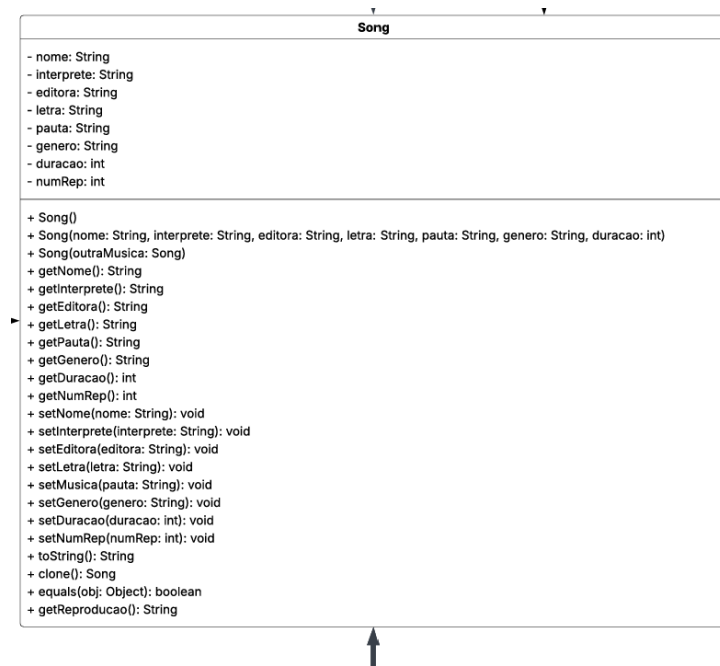 Song
- nome: String
- interprete: String
- editora: String
- letra: String
- pauta: String
- genero: String
- duracao: int
- numRep: int
+ Song()
+ Song(nome: String, interprete: String, editora: String, letra: String, pauta: String, genero: String, duracao: int)
+ Song(outraMusica: Song)
+ getNome(): String
+ getInterprete(): String
+ getEditora(): String
+ getLetra(): String
+ getPauta(): String
+ getGenero(): String
+ getDuracao(): int
+ getNumRep(): int
+ setNome(nome: String): void
+ setInterprete(interprete: String): void
+ setEditora(editora: String): void
+ setLetra(letra: String): void
+ setMusica(pauta: String): void
+ setGenero(genero: String): void
+ setDuracao(duracao: int): void
+ setNumRep(numRep: int): void
+ toString(): String
+ clone(): Song
+ equals(obj: Object): boolean
+ getReproducao(): String